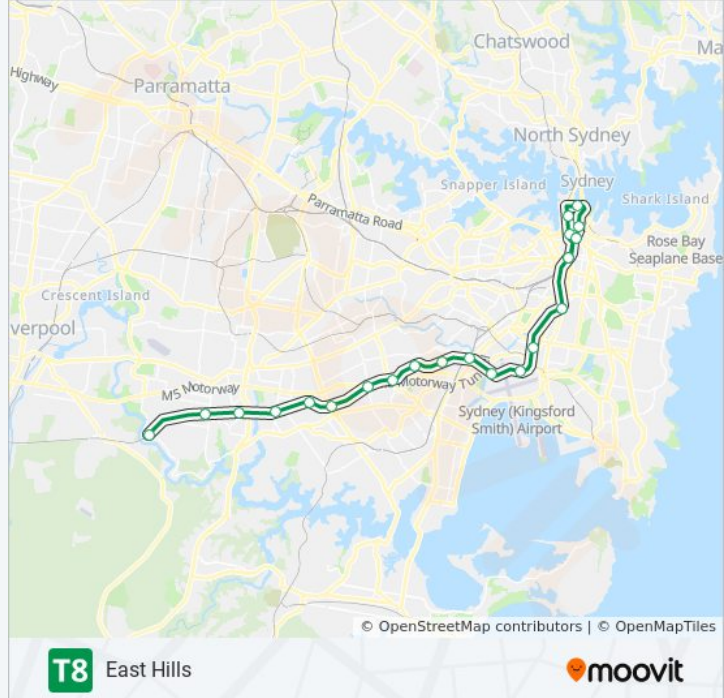 Chatswood
Ma
Highway
Parramatta
North Sydney
Snapper Island
Sydney
Shark Island
Parramatta Road
Rose Bay
Seaplane Base
Crescent Island
verpool
M5 Motorway
Motorway Tun
Sydney (Kingsford
Smith) Airport
© OpenStreetMap contributors | © OpenMapTiles
T8 East Hills
moovit